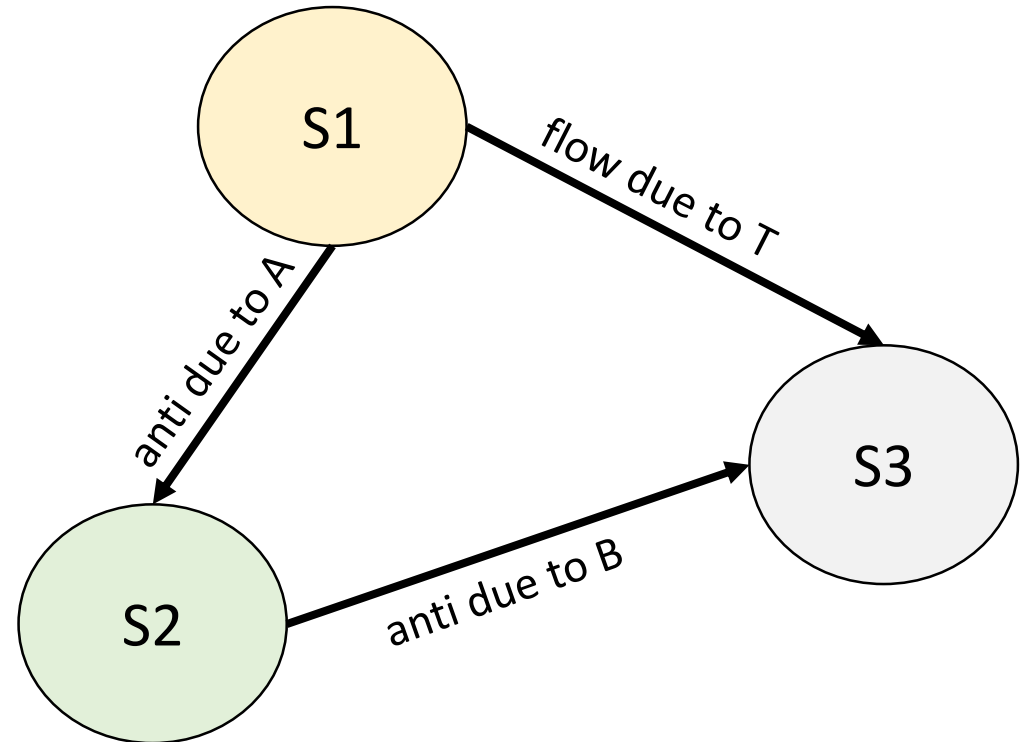 S1
flow due to T
anti due to A
S3
anti due to B
S2